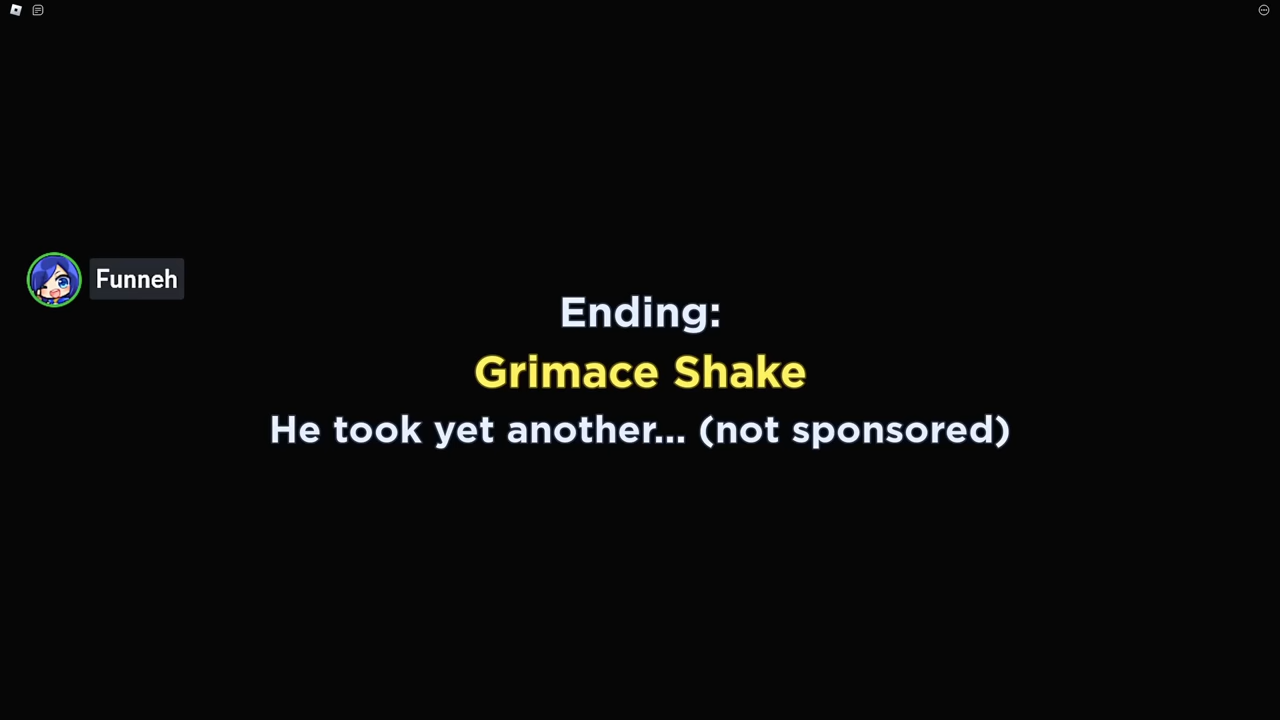 Funneh
Ending:
Grimace Shake
He took yet another... (not sponsored)